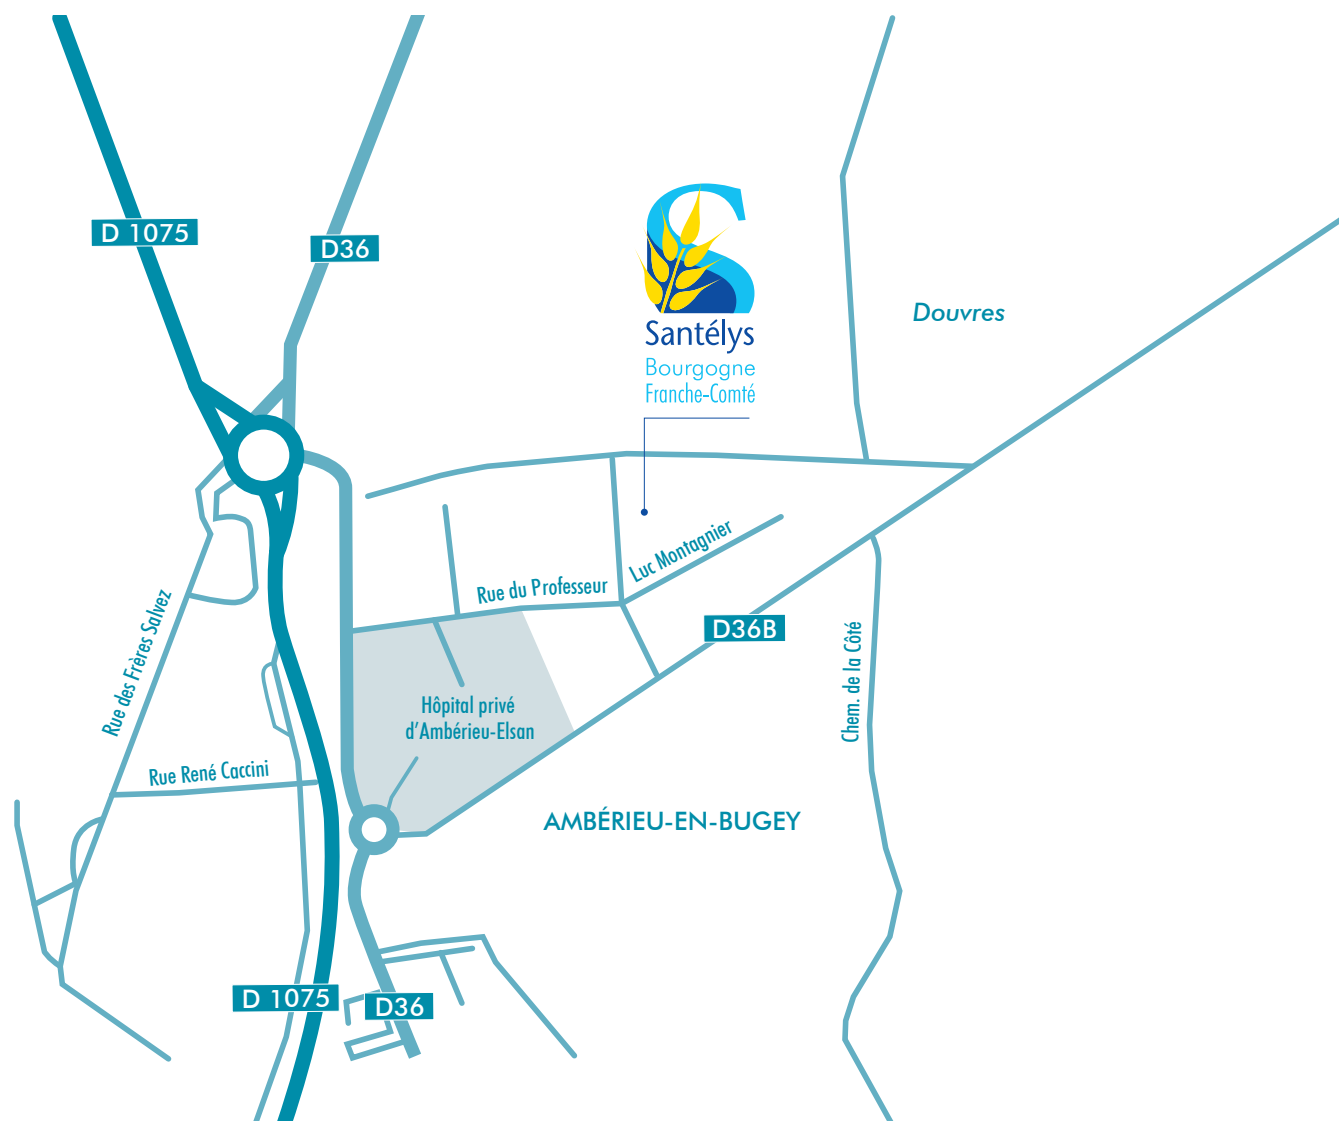 D 1075
D36
Santélys
Bourgogne
Franche-Comté
Douvres
Luc Montagnier
Rue du Professeur
D36B
Rue des Frères Salvez
Chem. de la Côté
Hôpital privé
d'Ambérieu-Elsan
Rue René Caccini
AMBÉRIEU-EN-BUGEY
D 1075
D36